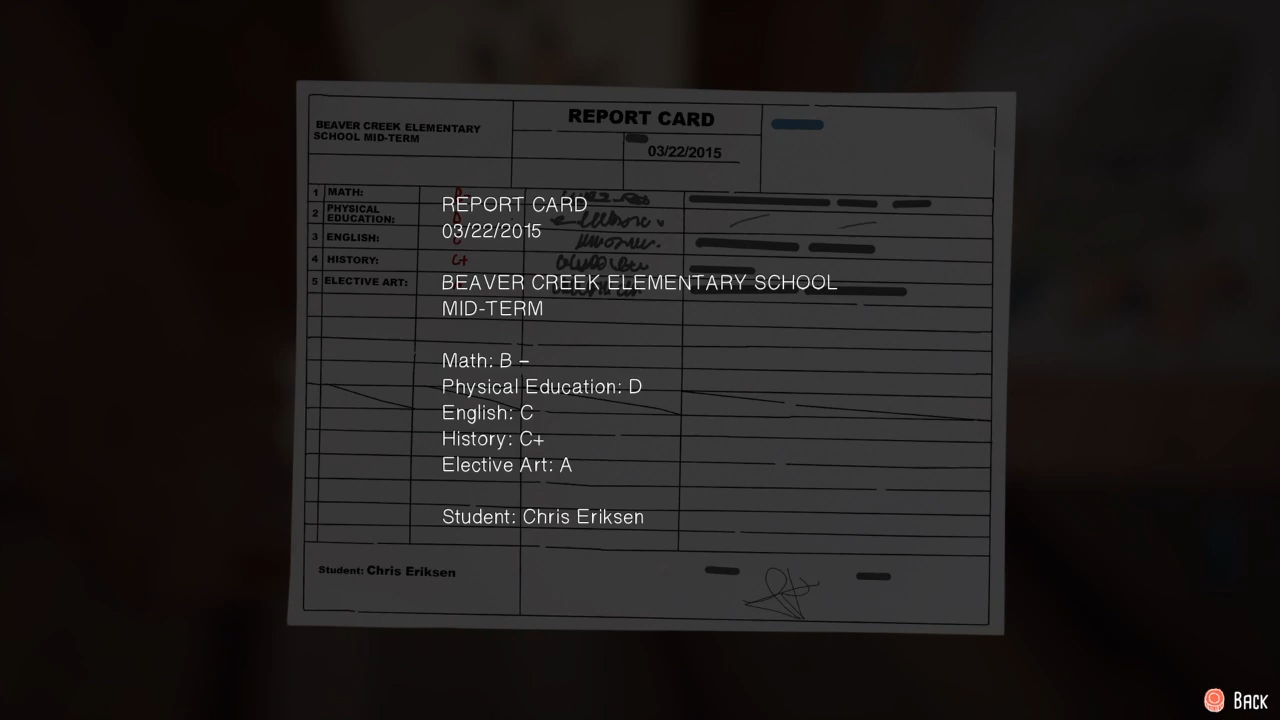 REPORT CARD
BEAVER CREEK ELEMENTARY
SCHOOL MID-TERM
03/22/2015
1 MATH:
2 PHYSICAL
EDUCATION:
3 ENGLISH:
4 HISTORY: C+
5 ELECTIVE ART:
Student: Chris Eriksen
REPORT CARD
03/22/2015
BEAVER CREEK ELEMENTARY SCHOOL
MID-TERM
Math: B –
Physical Education: D
English: C
History: C+
Elective Art: A
Student: Chris Eriksen
BACK